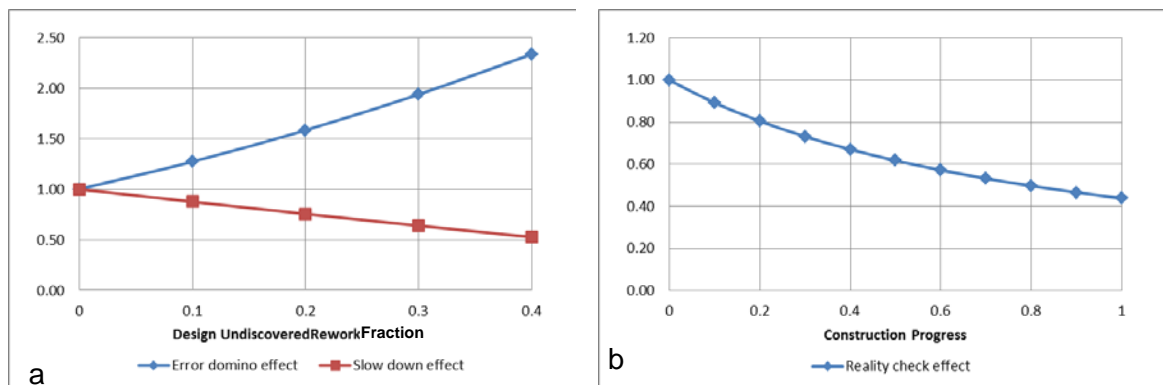 2.50
2.00
1.50
1.00
0.50
0.00
0 0.1 0.2 0.3 0.4
Design UndiscoveredRework Fraction
Error domino effect Slow down effect
a
1.20
1.00
0.80
0.60
0.40
0.20
0.00
0 0.2 0.4 0.6 0.8 1
Construction Progress
Reality check effect
b